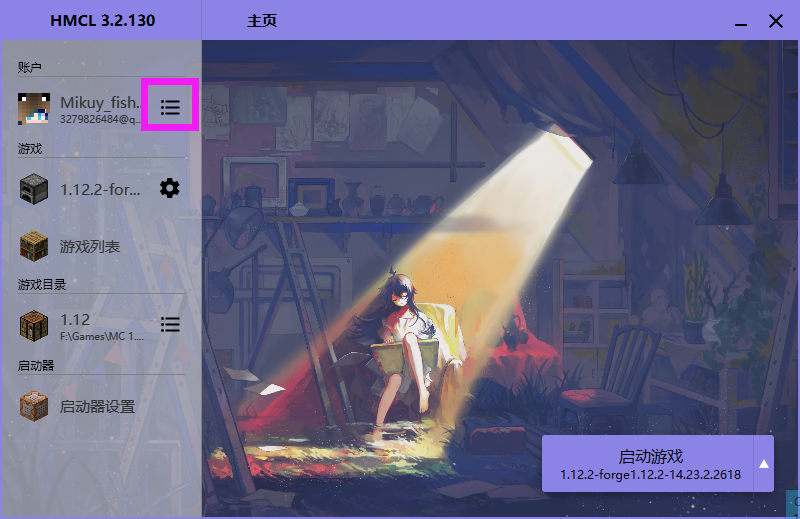 HMCL 3.2.130
主页
账户
Mikuy_fish...
3279826484@q...
游戏
1.12.2-for...
游戏列表
游戏目录
1.12
F:\Games\MC 1....
启动器
启动器设置
启动游戏
1.12.2-forge1.12.2-14.23.2.2618